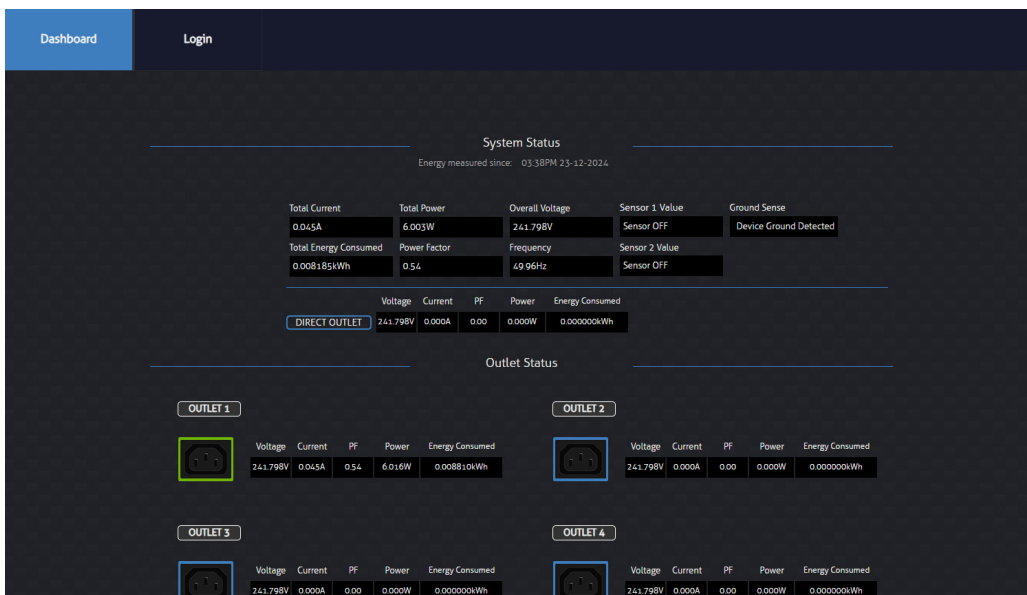 Dashboard Login
System Status
Energy measured since: 03:38PM 23-12-2024
Total Current Total Power Overall Voltage Sensor 1 Value Ground Sense
0.045A 6.003W 241.798V Sensor OFF Device Ground Detected
Total Energy Consumed Power Factor Frequency Sensor 2 Value
0.008185kWh 0.54 49.96Hz Sensor OFF
Voltage Current PF Power Energy Consumed
DIRECT OUTLET 241.798V 0.000A 0.00 0.000W 0.000000kWh
Outlet Status
OUTLET 1 OUTLET 2
Voltage Current PF Power Energy Consumed Voltage Current PF Power Energy Consumed
241.798V 0.045A 0.54 6.016W 0.008810kWh 241.798V 0.000A 0.00 0.000W 0.000000kWh
OUTLET 3 OUTLET 4
Voltage Current PF Power Energy Consumed Voltage Current PF Power Energy Consumed
241.798V 0.000A 0.00 0.000W 0.000000kWh 241.798V 0.000A 0.00 0.000W 0.000000kWh